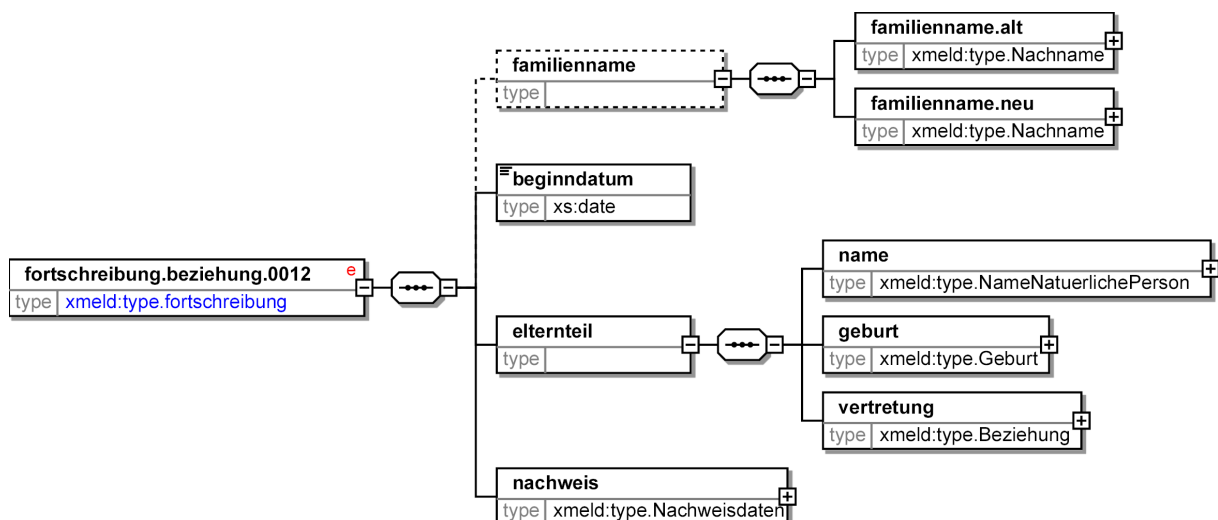 familienname.alt
type xmeld:type.Nachname
familienname
type
familienname.neu
type xmeld:type.Nachname
beginndatum
type xs:date
fortschreibung.beziehung.0012 e
type xmeld:type.fortschreibung
name
type xmeld:type.NameNatuerlichePerson
elternteil
type
geburt
type xmeld:type.Geburt
vertretung
type xmeld:type.Beziehung
nachweis
type xmeld:type.Nachweisdaten